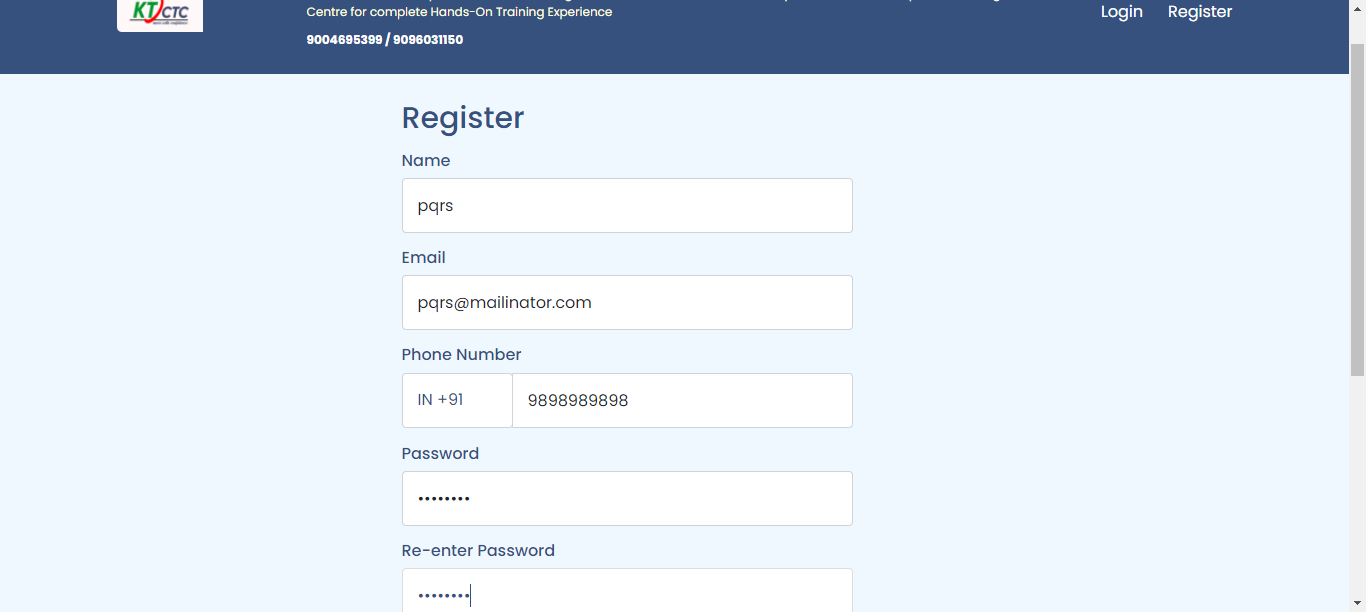 KT CTC
Centre for complete Hands-On Training Experience
9004695399 / 9096031150
Login Register
Register
Name
pqrs
Email
pqrs@mailinator.com
Phone Number
IN +91 9898989898
Password
••••••••
Re-enter Password
••••••••